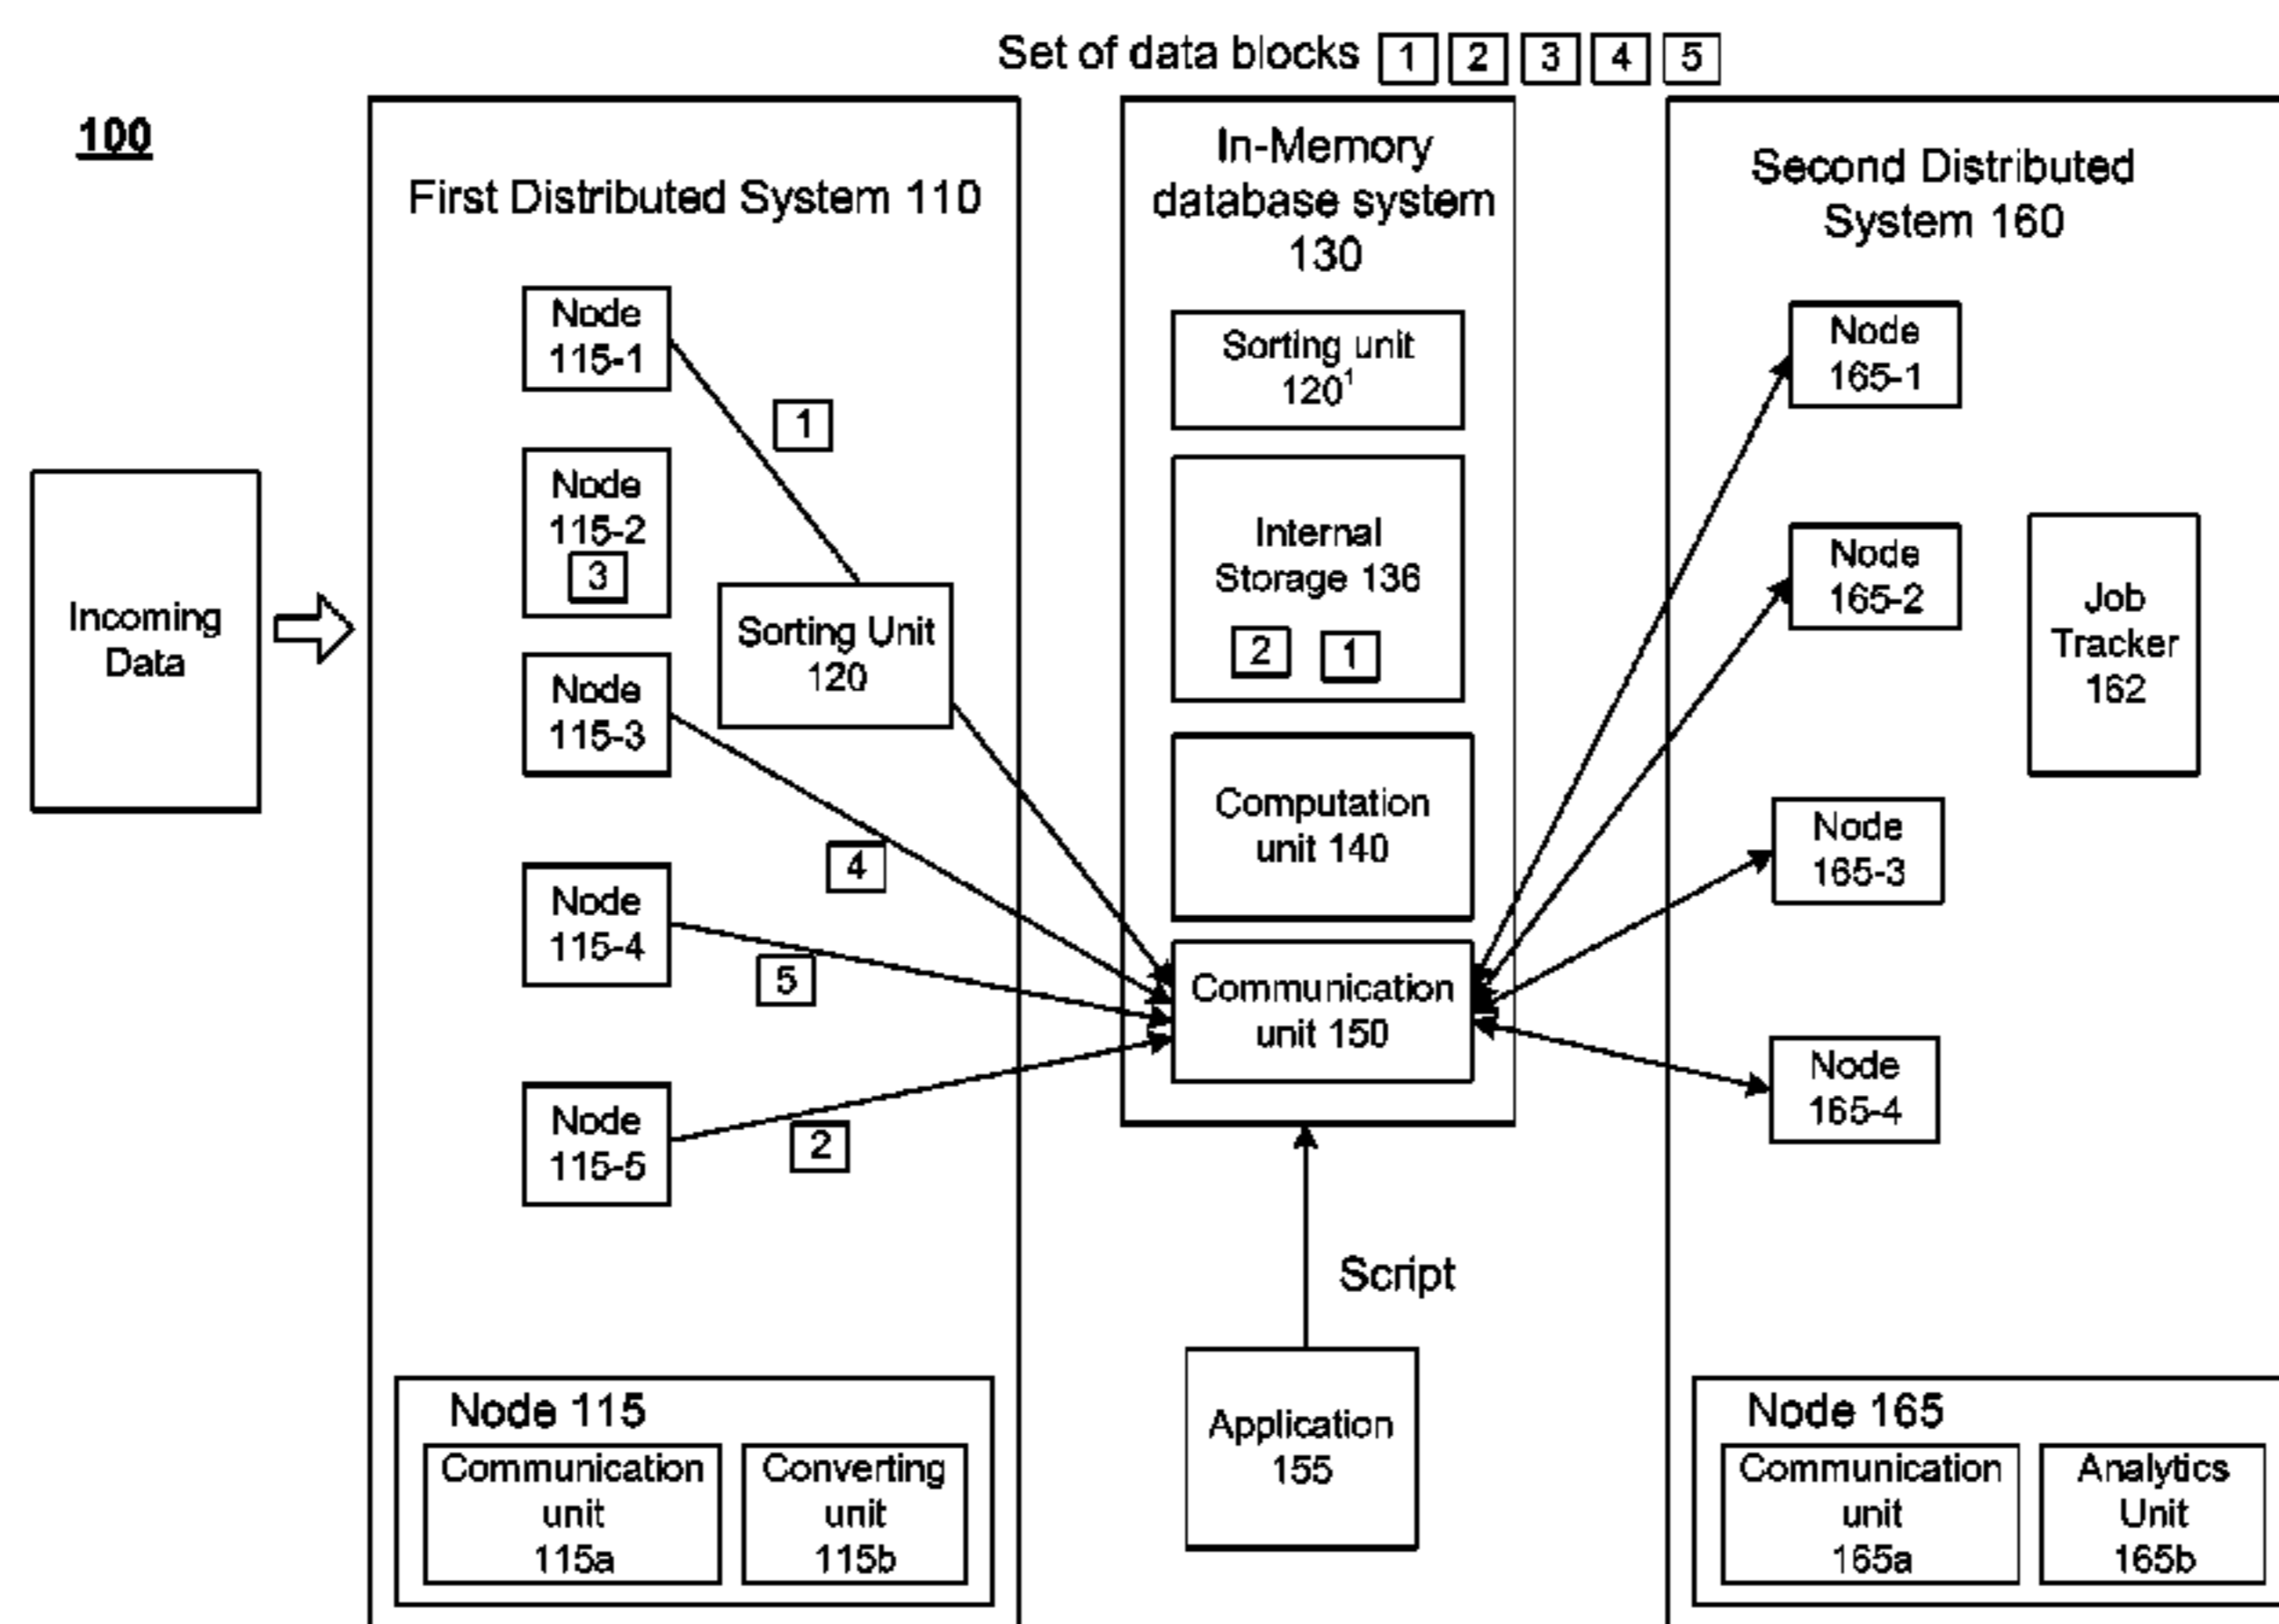 Set of data blocks 1 2 3 4 5
100
Incoming
Data
First Distributed System 110
Node
115-1
1
Node
115-2
3
Sorting Unit
120
Node
115-3
4
Node
115-4
5
Node
115-5
2
Node 115
Communication
unit
115a
Converting
unit
115b
In-Memory
database system
130
Sorting unit
120¹
Internal
Storage 136
2 1
Computation
unit 140
Communication
unit 150
Script
Application
155
Second Distributed
System 160
Node
165-1
Node
165-2
Job
Tracker
162
Node
165-3
Node
165-4
Node 165
Communication
unit
165a
Analytics
Unit
165b